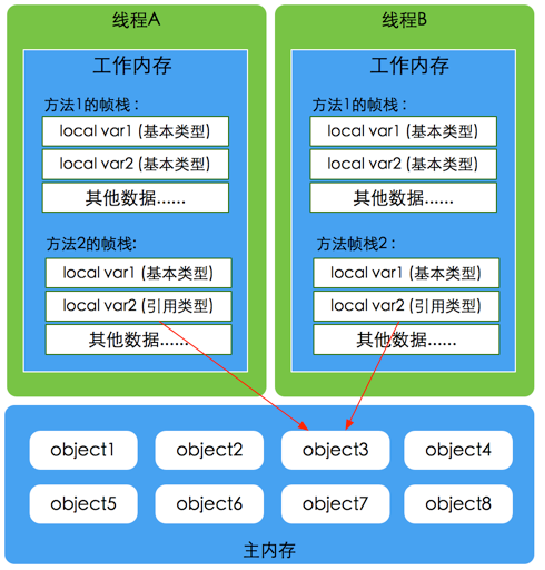 线程A
工作内存
方法1的帧栈：
local var1 (基本类型)
local var2 (基本类型)
其他数据......
方法2的帧栈:
local var1 (基本类型)
local var2 (引用类型)
其他数据......
线程B
工作内存
方法1的帧栈：
local var1 (基本类型)
local var2 (基本类型)
其他数据......
方法帧栈2：
local var1 (基本类型)
local var2 (引用类型)
其他数据......
object1
object2
object3
object4
object5
object6
object7
object8
主内存